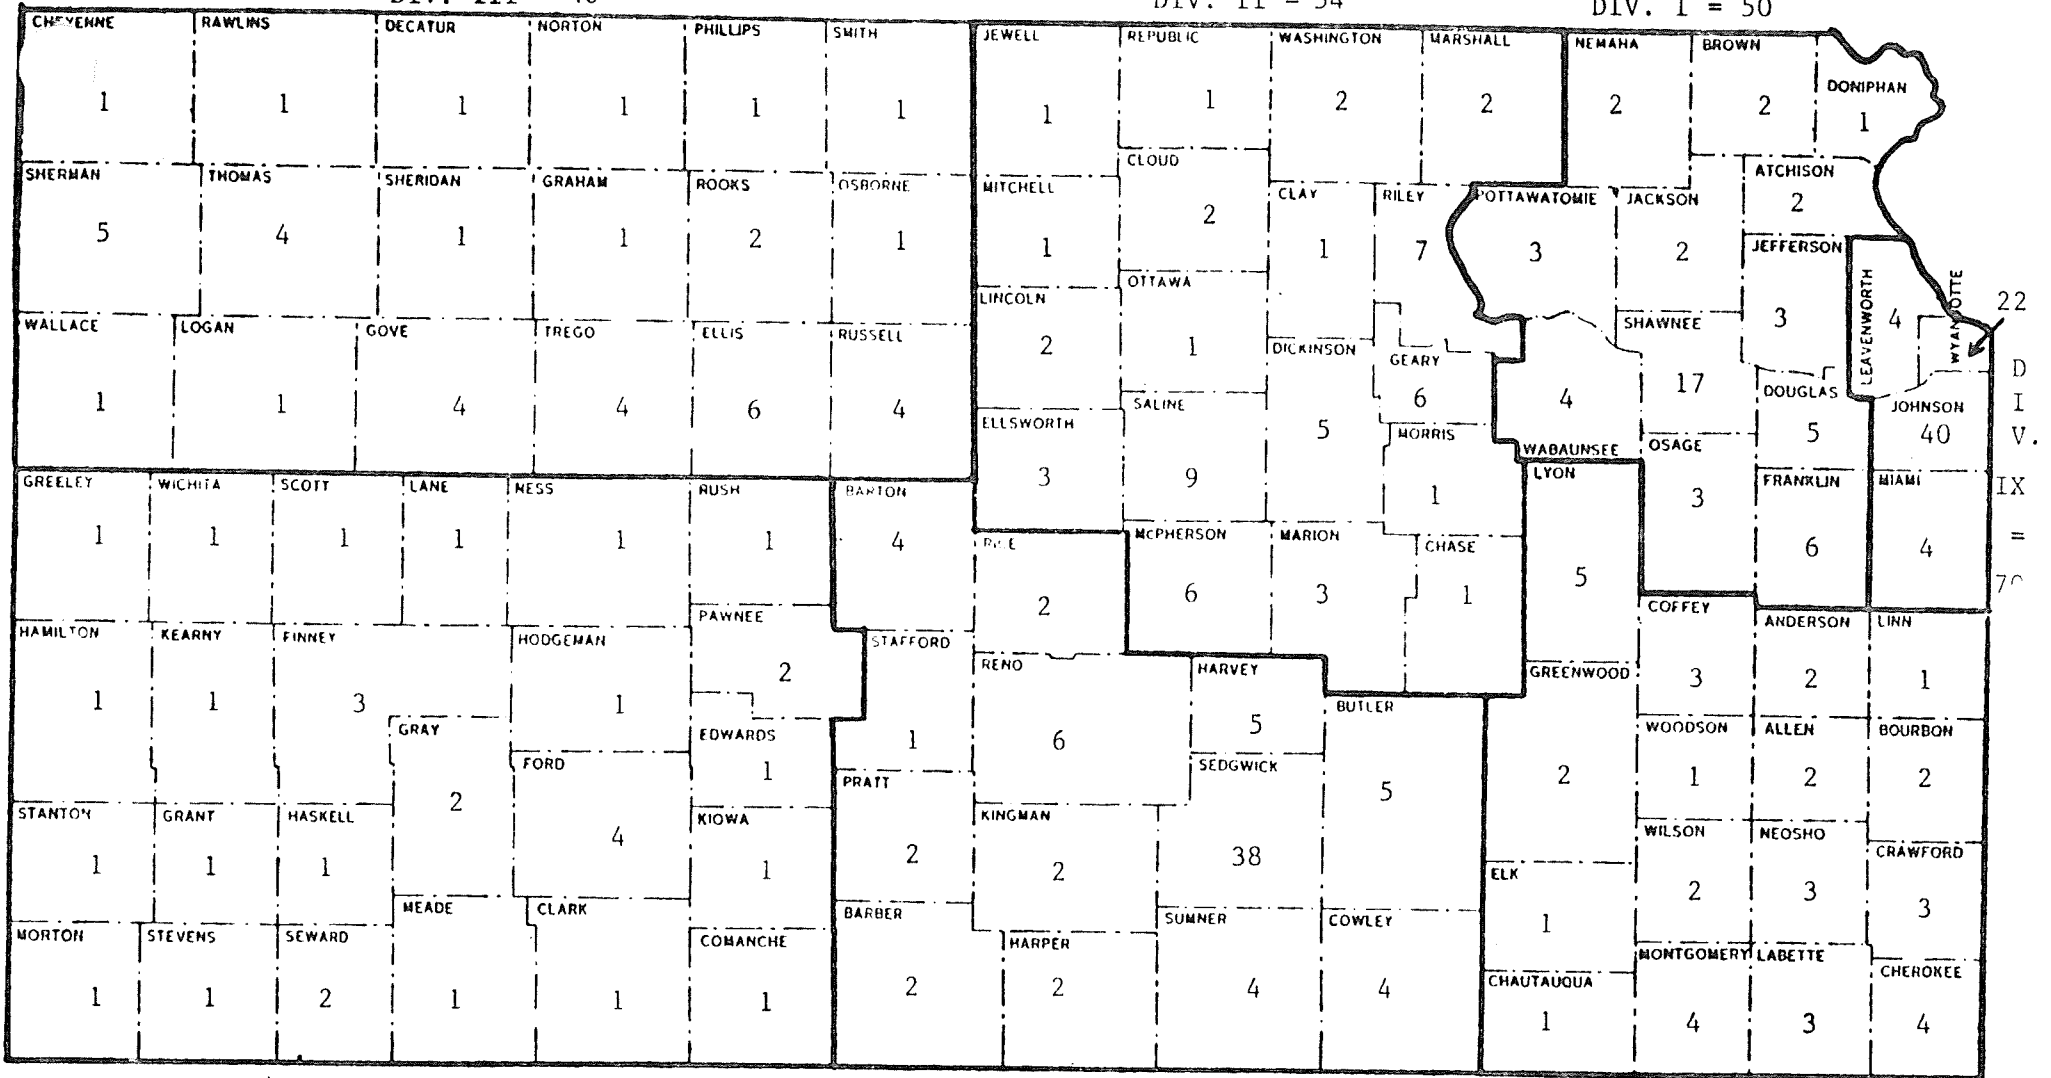 DIV. II = 54
DIV. I = 50
CHEYENNE 1
RAWLINS 1
DECATUR 1
NORTON 1
PHILLIPS 1
SMITH 1
JEWELL 1
REPUBLIC 1
WASHINGTON 2
MARSHALL 2
NEMAHA 2
BROWN 2
DONIPHAN 1
SHERMAN 5
THOMAS 4
SHERIDAN 1
GRAHAM 1
ROOKS 2
OSBORNE 1
MITCHELL 1
CLOUD 2
CLAY 1
RILEY 7
POTTAWATOMIE 3
JACKSON 2
ATCHISON 2
JEFFERSON 3
LEAVENWORTH 4
WYANDOTTE 22
WALLACE 1
LOGAN 1
GOVE 4
TREGO 4
ELLIS 6
RUSSELL 4
LINCOLN 2
OTTAWA 1
DICKINSON 5
GEARY 6
WABAUNSEE 4
SHAWNEE 17
DOUGLAS 5
JOHNSON 40
D
I
V.
IX
=
ELLSWORTH 3
SALINE 9
MORRIS 1
OSAGE 3
FRANKLIN 6
MIAMI 4
GREELEY 1
WICHITA 1
SCOTT 1
LANE 1
NESS 1
RUSH 1
BARTON 4
RICE 2
McPHERSON 6
MARION 3
CHASE 1
LYON 5
HAMILTON 1
KEARNY 1
FINNEY 3
HODGEMAN 1
PAWNEE 2
STAFFORD 1
RENO 6
HARVEY 5
BUTLER 5
GREENWOOD 2
COFFEY 3
ANDERSON 2
LINN 1
GRAY 2
FORD 4
EDWARDS 1
PRATT 2
SEDGWICK 38
WOODSON 1
ALLEN 2
BOURBON 2
STANTON 1
GRANT 1
HASKELL 1
KIOWA 1
KINGMAN 2
ELK 1
WILSON 2
NEOSHO 3
CRAWFORD 3
MORTON 1
STEVENS 1
SEWARD 2
MEADE 1
CLARK 1
COMANCHE 1
BARBER 2
HARPER 2
SUMNER 4
COWLEY 4
CHAUTAUQUA 1
MONTGOMERY 4
LABETTE 3
CHEROKEE 4